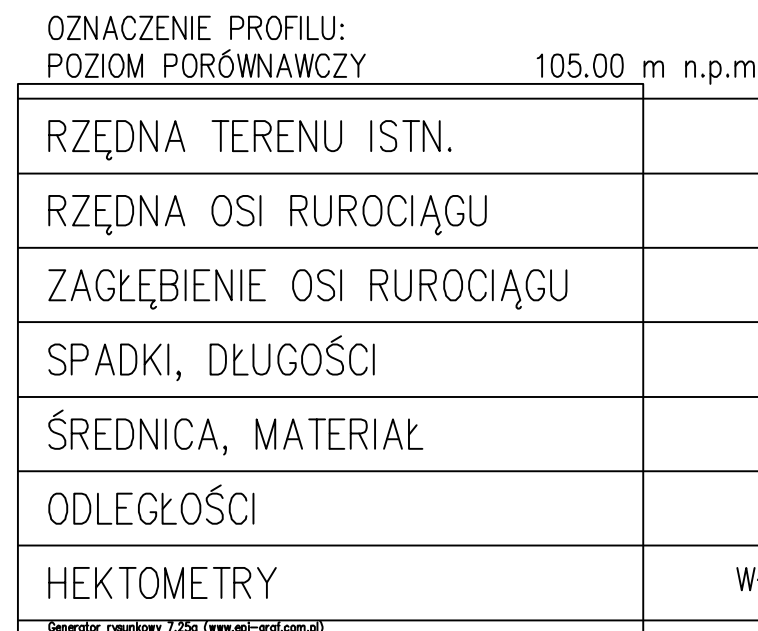 OZNACZENIE PROFILU:
POZIOM PORÓWNAWCZY 105.00 m n.p.m
RZĘDNA TERENU ISTN.
RZĘDNA OSI RUROCIĄGU
ZAGŁĘBIENIE OSI RUROCIĄGU
SPADKI, DŁUGOŚCI
ŚREDNICA, MATERIAŁ
ODLEGŁOŚCI
HEKTOMETRY
Generator rysunkowy 7.25g (www.epi-graf.com.pl)